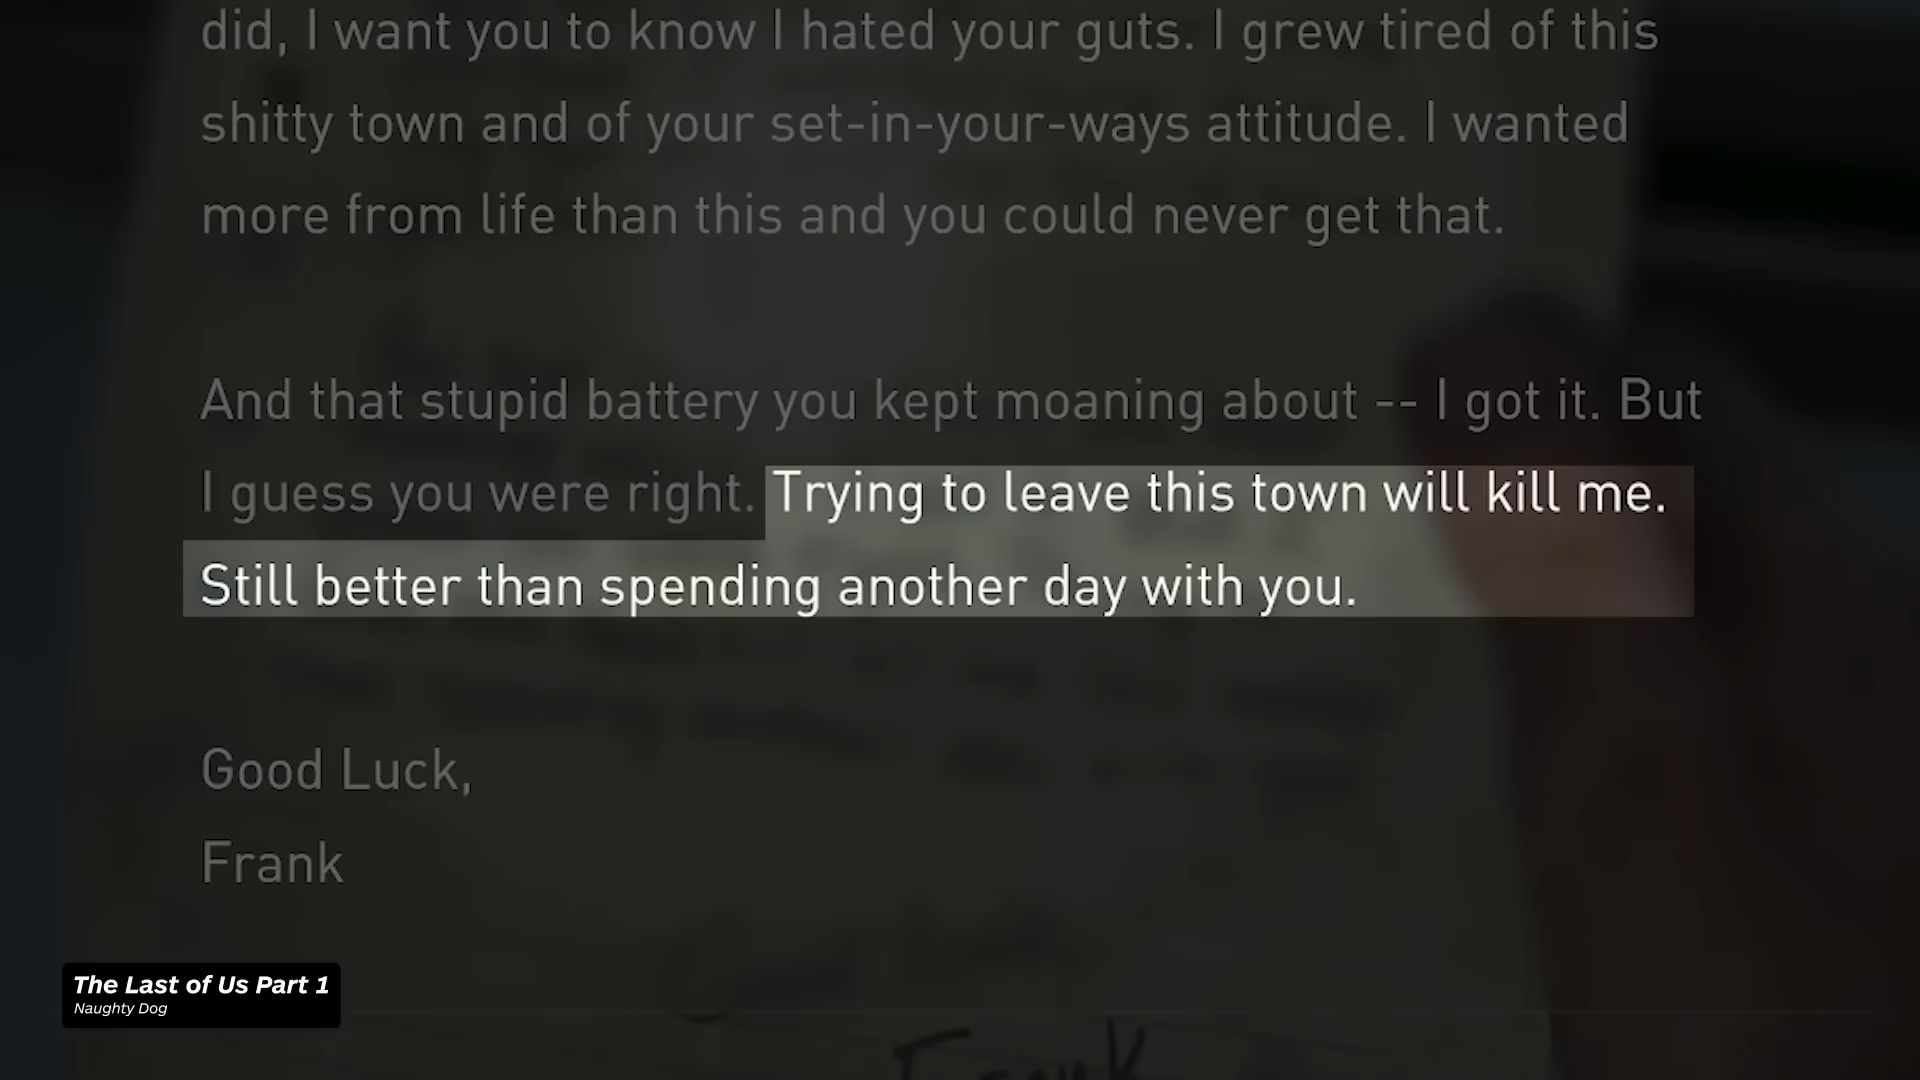 did, I want you to know I hated your guts. I grew tired of this
shitty town and of your set-in-your-ways attitude. I wanted
more from life than this and you could never get that.
And that stupid battery you kept moaning about -- I got it. But
I guess you were right. Trying to leave this town will kill me.
Still better than spending another day with you.
Good Luck,
Frank
The Last of Us Part 1
Naughty Dog
Frank